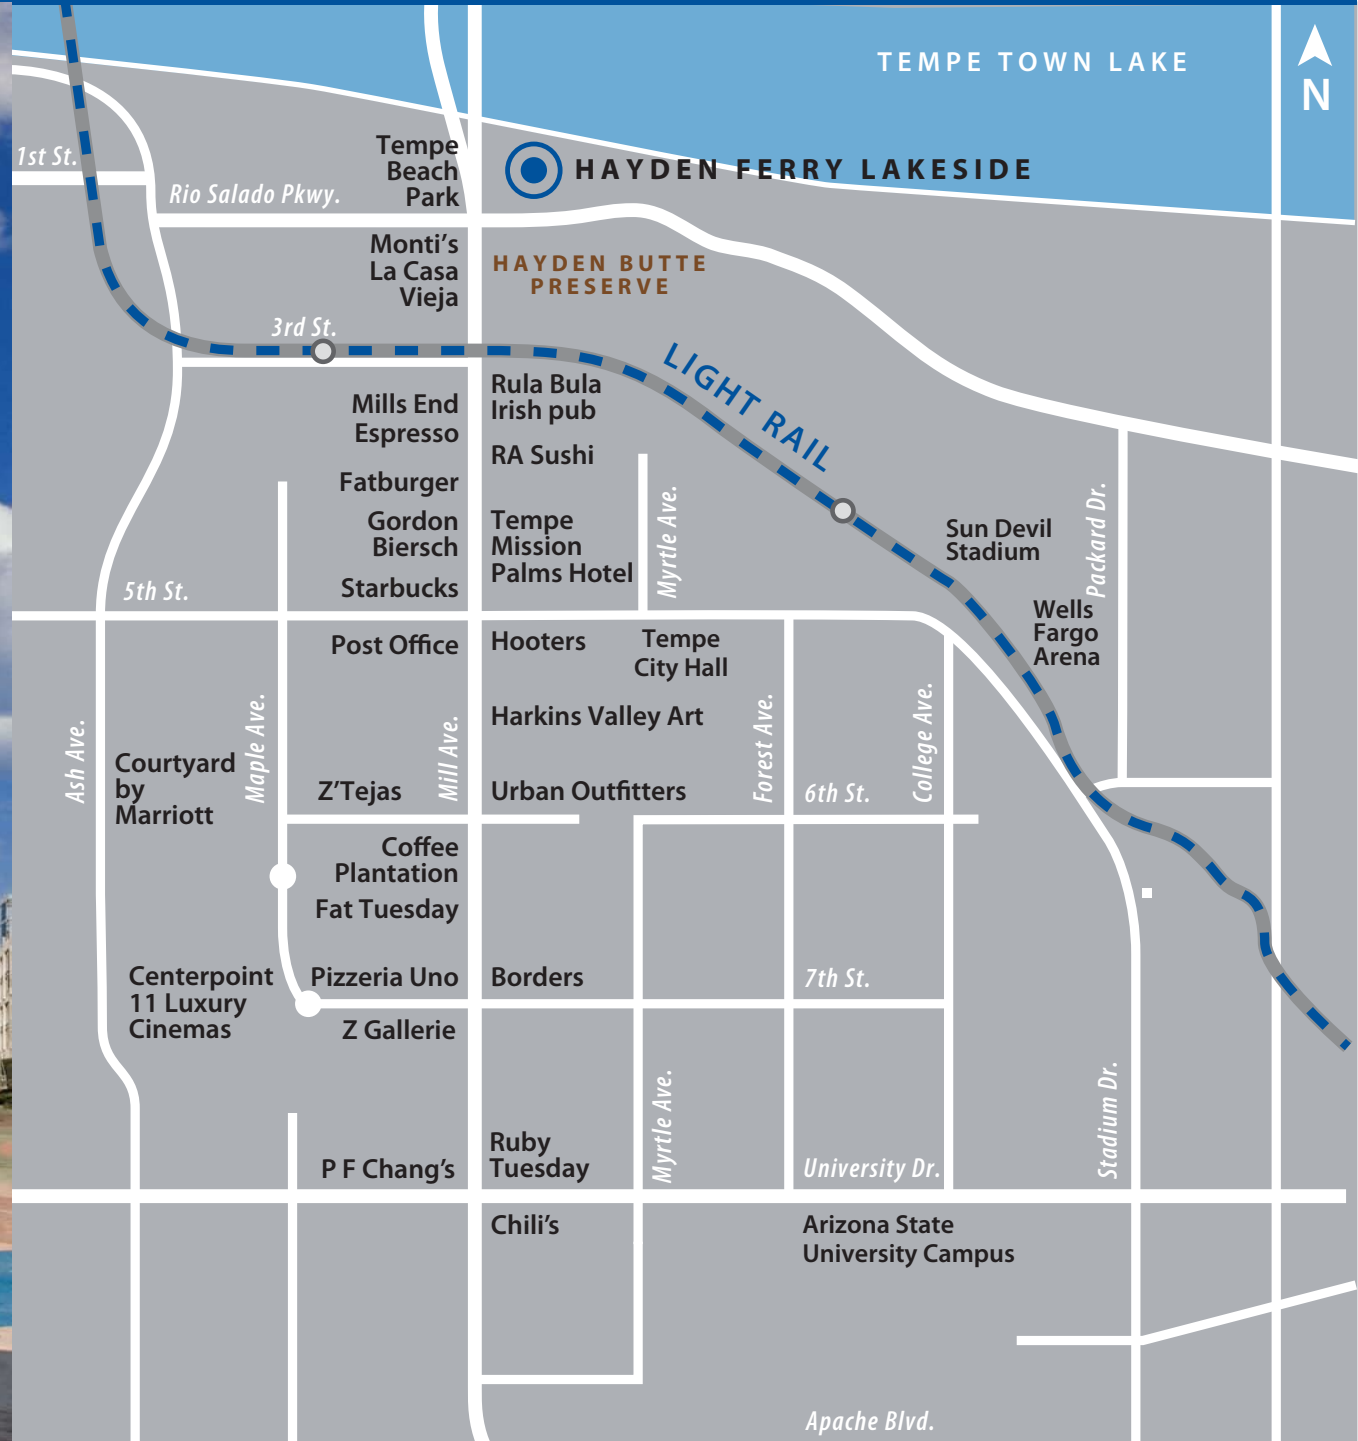 TEMPE TOWN LAKE
N
Tempe
Beach
Park
1st St.
HAYDEN FERRY LAKESIDE
Rio Salado Pkwy.
Monti's
La Casa
Vieja
HAYDEN BUTTE
PRESERVE
3rd St.
LIGHT RAIL
Rula Bula
Irish pub
Mills End
Espresso
RA Sushi
Fatburger
Gordon
Biersch
Tempe
Mission
Palms Hotel
Myrtle Ave.
Sun Devil
Stadium
Packard Dr.
5th St.
Starbucks
Wells
Fargo
Arena
Post Office
Hooters
Tempe
City Hall
Harkins Valley Art
Ash Ave.
Courtyard
by
Marriott
Maple Ave.
Z'Tejas
Mill Ave.
Urban Outfitters
Forest Ave.
6th St.
College Ave.
Coffee
Plantation
Fat Tuesday
Centerpoint
11 Luxury
Cinemas
Pizzeria Uno
Borders
7th St.
Z Gallerie
Myrtle Ave.
Stadium Dr.
Ruby
Tuesday
P F Chang's
University Dr.
Chili's
Arizona State
University Campus
Apache Blvd.